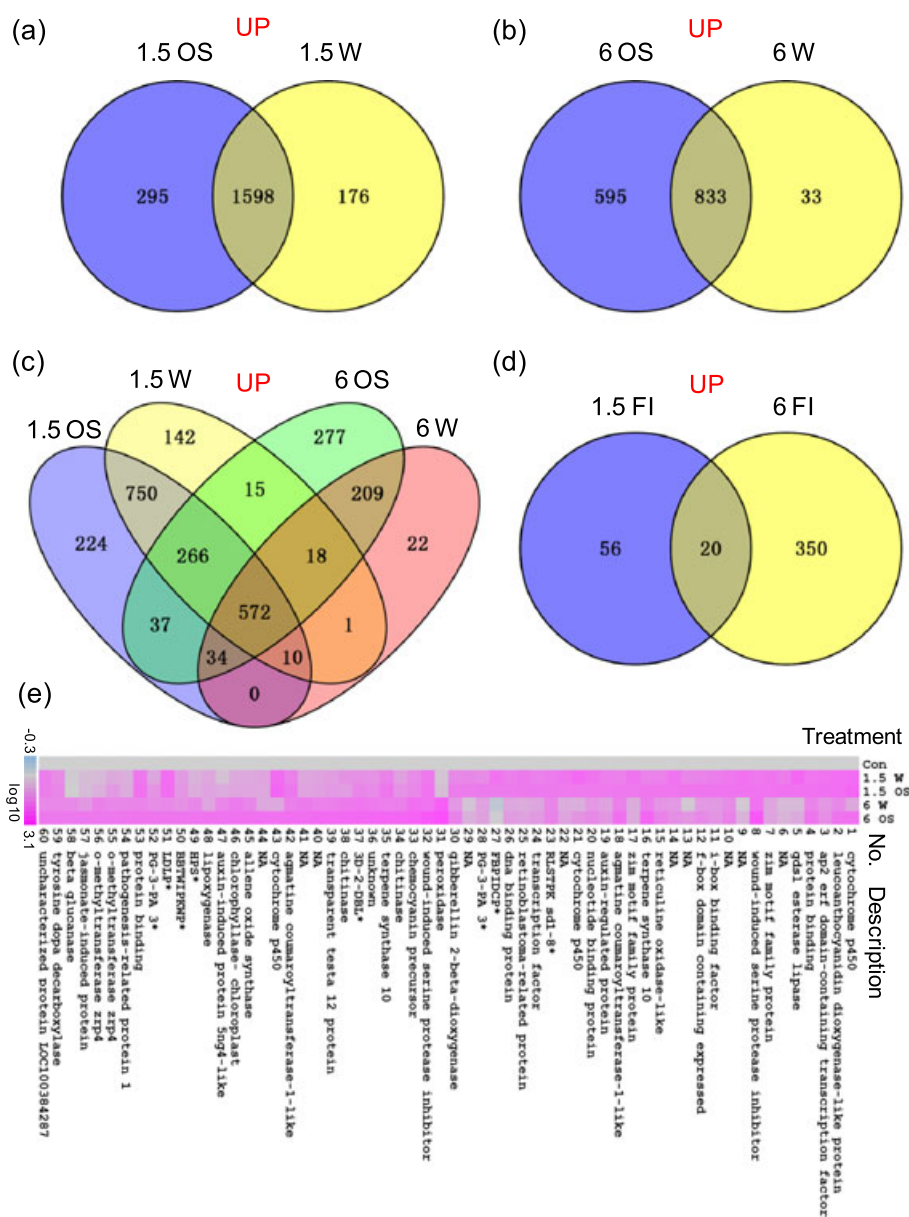 (a)
UP
1.5 OS
1.5 W
295
1598
176
(b)
UP
6 OS
6 W
595
833
33
(c)
1.5 W
UP
6 OS
1.5 OS
6 W
142
277
750
15
209
224
266
18
22
37
572
1
34
10
0
(d)
UP
1.5 FI
6 FI
56
20
350
(e)
-0.3
log10
3.1
Treatment
Con
1.5 W
1.5 OS
6 W
6 OS
No. Description
1 cytochrome p450
2 leucoanthocyanidin dioxygenase-like protein
3 ap2 erf domain-containing transcription factor
4 protein binding
5 gdsl esterase lipase
6 NA
7 zim motif family protein
8 wound-induced serine protease inhibitor
9 NA
10 NA
11 i-box binding factor
12 f-box domain containing expressed
13 NA
14 NA
15 reticuline oxidase-like
16 terpene synthase 10
17 zim motif family protein
18 agmatine coumaroyltransferase-1-like
19 auxin-regulated protein
20 nucleotide binding protein
21 cytochrome p450
22 NA
23 RLSTPK sd1-8*
24 transcription factor
25 retinoblastoma-related protein
26 dna binding protein
27 FBPIDCP*
28 PG-3-PA 3*
29 NA
30 gibberellin 2-beta-dioxygenase
31 peroxidase
32 wound-induced serine protease inhibitor
33 chemocyanin precursor
34 chitinase
35 terpene synthase 10
36 unknown
37 3D-2-DBL*
38 chitinase
39 transparent testa 12 protein
40 NA
41 NA
42 agmatine coumaroyltransferase-1-like
43 cytochrome p450
44 NA
45 allene oxide synthase
46 chlorophyllase- chloroplast
47 auxin-induced protein 5ng4-like
48 lipoxygenase
49 HPS*
50 BBTWIPKWP*
51 LDLP*
52 PG-3-PA 3*
53 protein binding
54 pathogenesis-related protein 1
55 o-methyltransferase zrp4
56 o-methyltransferase zrp4
57 jasmonate-induced protein
58 beta glucanase
59 tyrosine dopa decarboxylase
60 uncharacterized protein LOC100384287